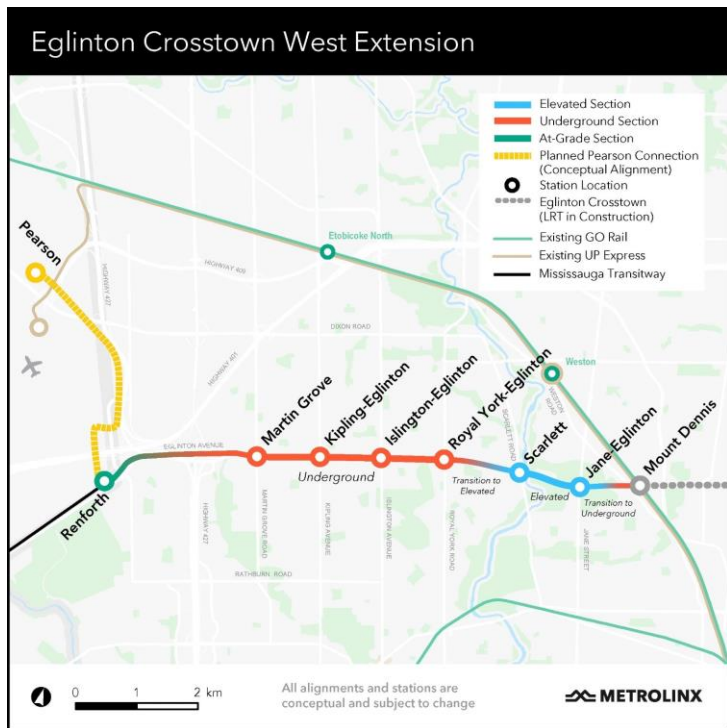 Eglinton Crosstown West Extension
Elevated Section
Underground Section
At-Grade Section
Planned Pearson Connection
(Conceptual Alignment)
Station Location
Eglinton Crosstown
(LRT in Construction)
Existing GO Rail
Existing UP Express
Mississauga Transitway
Pearson
HIGHWAY 427
Etobicoke North
HIGHWAY 409
DIXON ROAD
HIGHWAY 401
Weston
WESTON
ROAD
SCARLETT ROAD
EGLINTON AVENUE
Renforth
Martin Grove
Kipling-Eglinton
Islington-Eglinton
Royal York-Eglinton
Scarlett
Jane-Eglinton
Mount Dennis
Underground
Transition to
Elevated
Elevated
Transition to
Underground
HIGHWAY 427
MARTIN GROVE ROAD
KIPLING AVENUE
ISLINGTON AVENUE
ROYAL YORK ROAD
JANE STREET
RATHBURN ROAD
0 1 2 km
All alignments and stations are
conceptual and subject to change
METROLINX